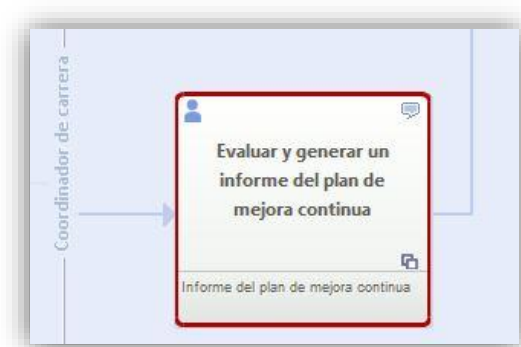 Coordinador de carrera
Evaluar y generar un
informe del plan de
mejora continua
Informe del plan de mejora continua